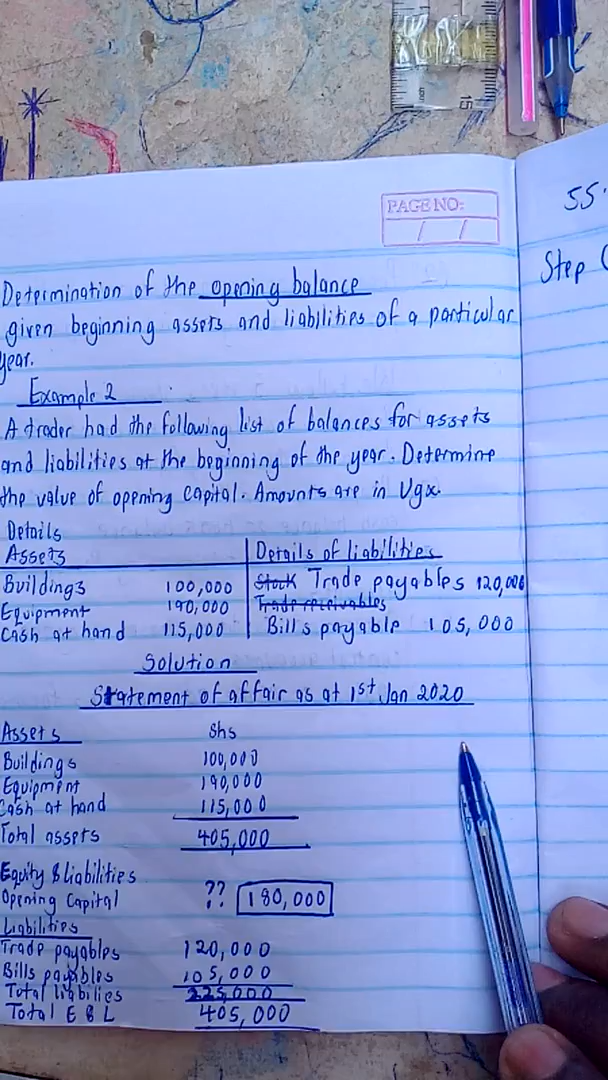 15
PAGE NO:
/ /
55.
Step
Determination of the opening balance
given beginning assets and liabilities of a particular
year.
Example 2
A trader had the following list of balances for assets
and liabilities at the beginning of the year. Determine
the value of opening capital. Amounts are in Ugx.
Details
Assets Details of liabilities
Buildings 100,000 Stock Trade payables 120,000
Equipment 190,000 Trade receivables
Cash at hand 115,000 Bills payable 105,000
Solution
Statement of affair as at 1st Jan 2020
Assets Shs
Buildings 100,000
Equipment 190,000
Cash at hand 115,000
Total assets 405,000
Equity & liabilities
Opening Capital ?? 180,000
Liabilities
Trade payables 120,000
Bills payables 105,000
Total liabilies 225,000
Total E & L 405,000